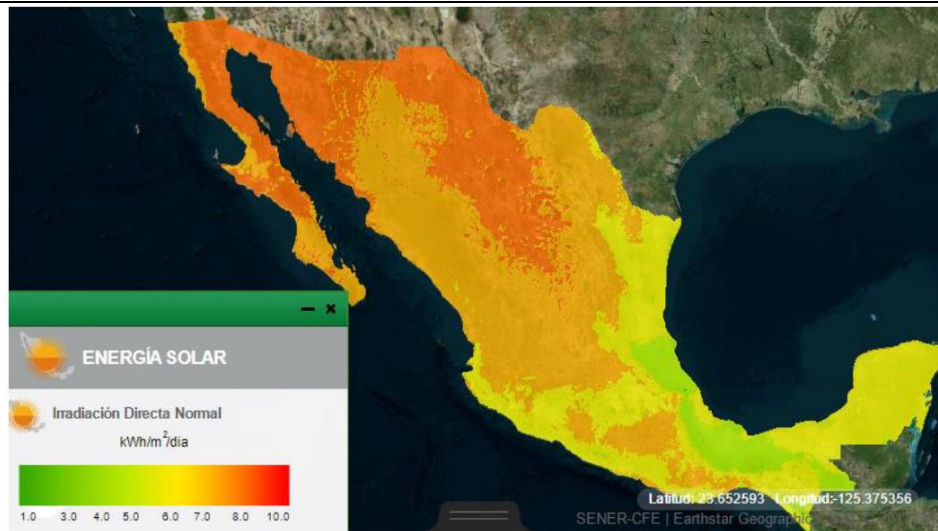 ENERGÍA SOLAR
Irradiación Directa Normal
kWh/m²/dia
1.0 3.0 4.0 5.0 6.0 7.0 8.0 10.0
Latitud: 23.652593 Longitud:-125.375356
SENER-CFE | Earthstar Geographic